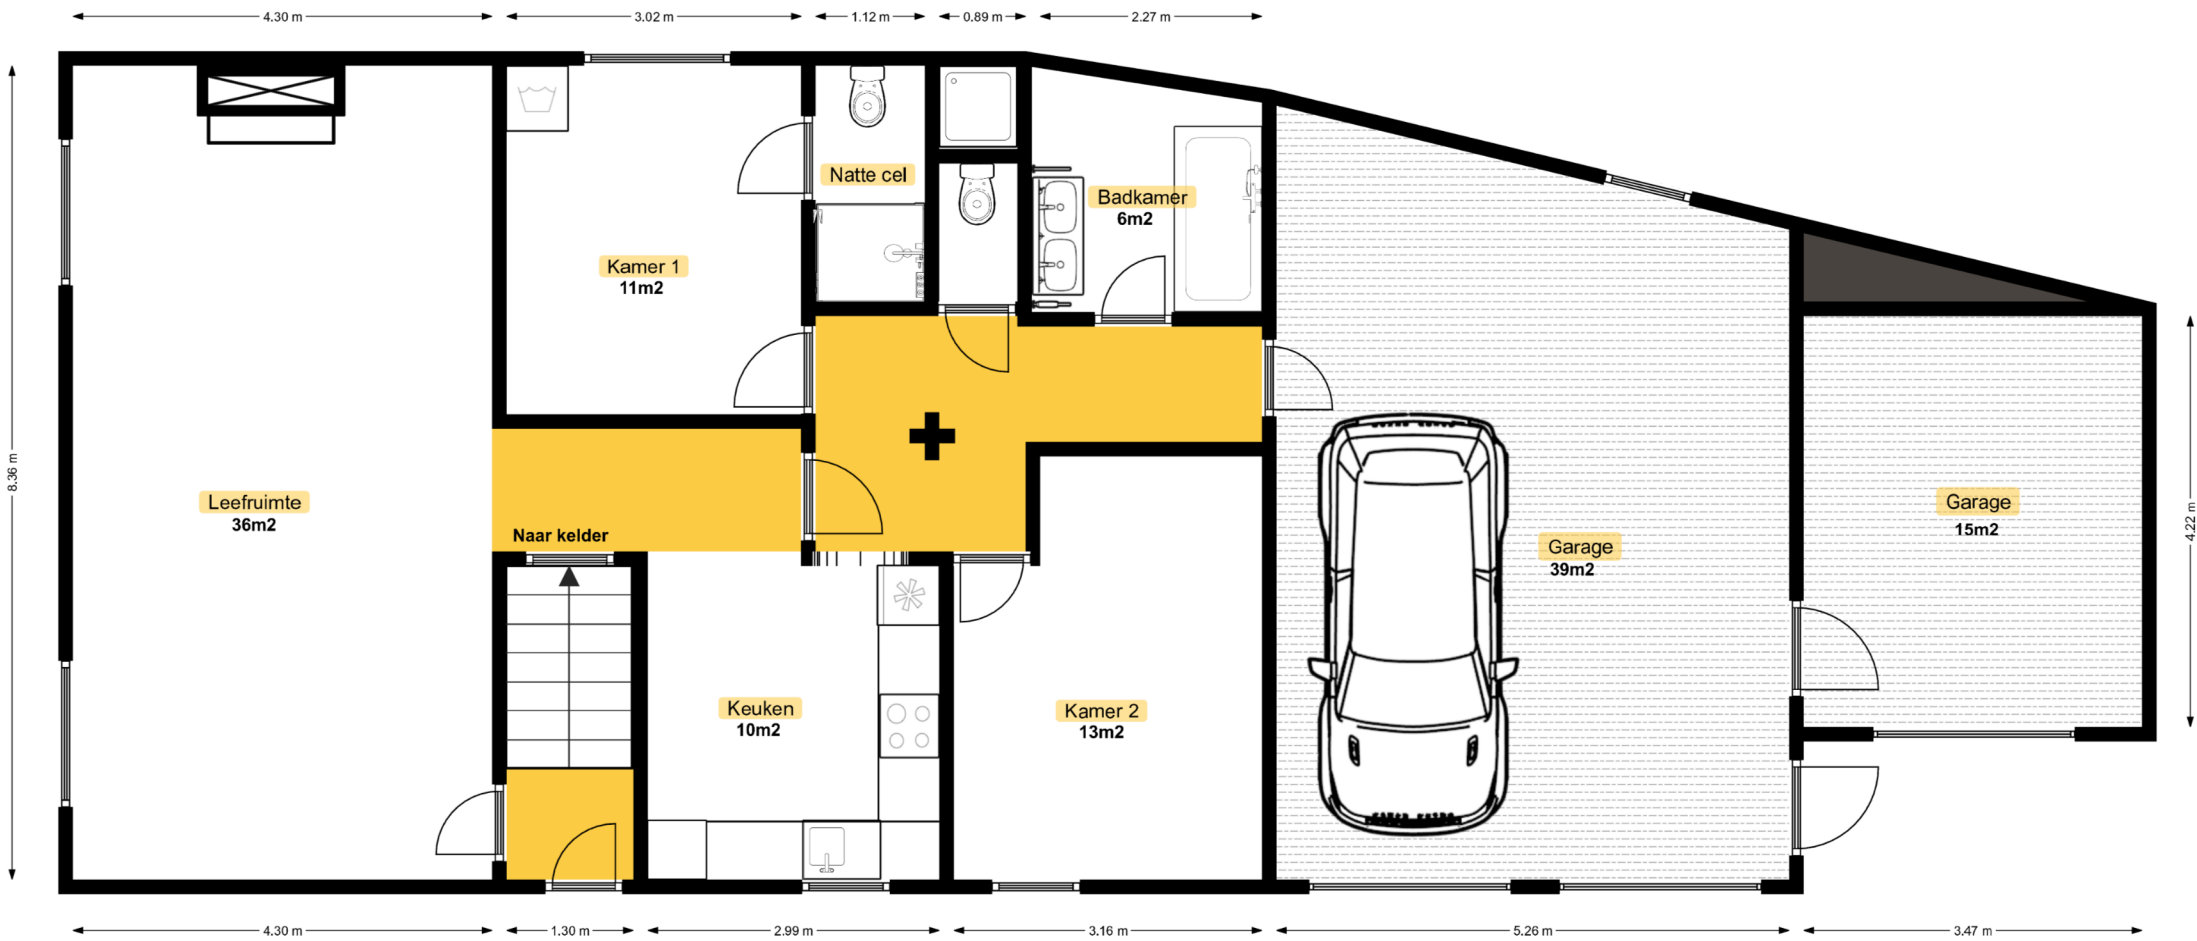 4.30 m
3.02 m
1.12 m
0.89 m
2.27 m
8.36 m
4.22 m
Natte cel
Badkamer
6m2
Kamer 1
11m2
Leefruimte
36m2
Naar kelder
Garage
39m2
Garage
15m2
Keuken
10m2
Kamer 2
13m2
4.30 m
1.30 m
2.99 m
3.16 m
5.26 m
3.47 m